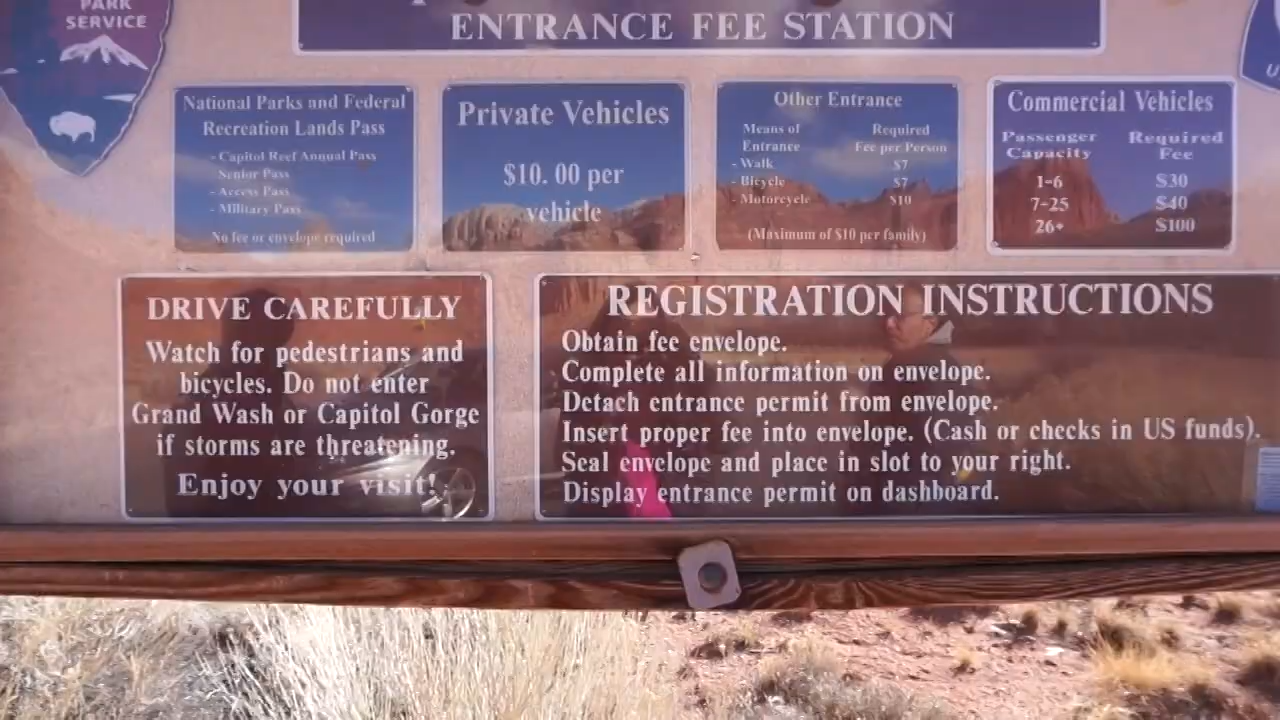 PARK
SERVICE
ENTRANCE FEE STATION
National Parks and Federal
Recreation Lands Pass
- Capitol Reef Annual Pass
Senior Pass
- Access Pass
- Military Pass
No fee or envelope required
Private Vehicles
$10. 00 per
vehicle
Other Entrance
Means of Entrance Required Fee per Person
- Walk $7
- Bicycle $7
- Motorcycle $10
(Maximum of $10 per family)
Commercial Vehicles
Passenger Capacity Required Fee
1-6 $30
7-25 $40
26+ $100
DRIVE CAREFULLY
Watch for pedestrians and
bicycles. Do not enter
Grand Wash or Capitol Gorge
if storms are threatening.
Enjoy your visit!
REGISTRATION INSTRUCTIONS
Obtain fee envelope.
Complete all information on envelope.
Detach entrance permit from envelope.
Insert proper fee into envelope. (Cash or checks in US funds).
Seal envelope and place in slot to your right.
Display entrance permit on dashboard.